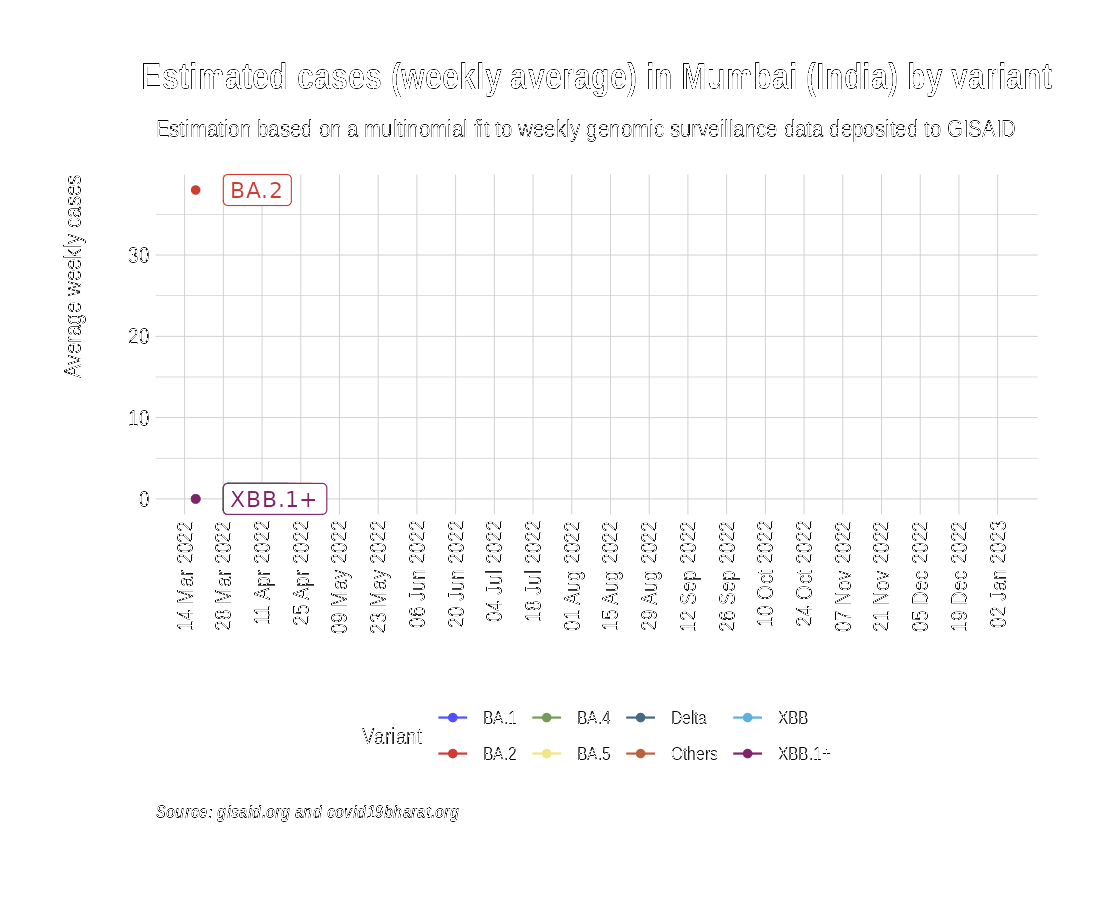 Estimated cases (weekly average) in Mumbai (India) by variant
Estimation based on a multinomial fit to weekly genomic surveillance data deposited to GISAID
Average weekly cases
BA.2
30
20
10
0
XBB.1+
14 Mar 2022
28 Mar 2022
11 Apr 2022
25 Apr 2022
09 May 2022
23 May 2022
06 Jun 2022
20 Jun 2022
04 Jul 2022
18 Jul 2022
01 Aug 2022
15 Aug 2022
29 Aug 2022
12 Sep 2022
26 Sep 2022
10 Oct 2022
24 Oct 2022
07 Nov 2022
21 Nov 2022
05 Dec 2022
19 Dec 2022
02 Jan 2023
Variant
BA.1
BA.4
Delta
XBB
BA.2
BA.5
Others
XBB.1+
Source: gisaid.org and covid19bharat.org